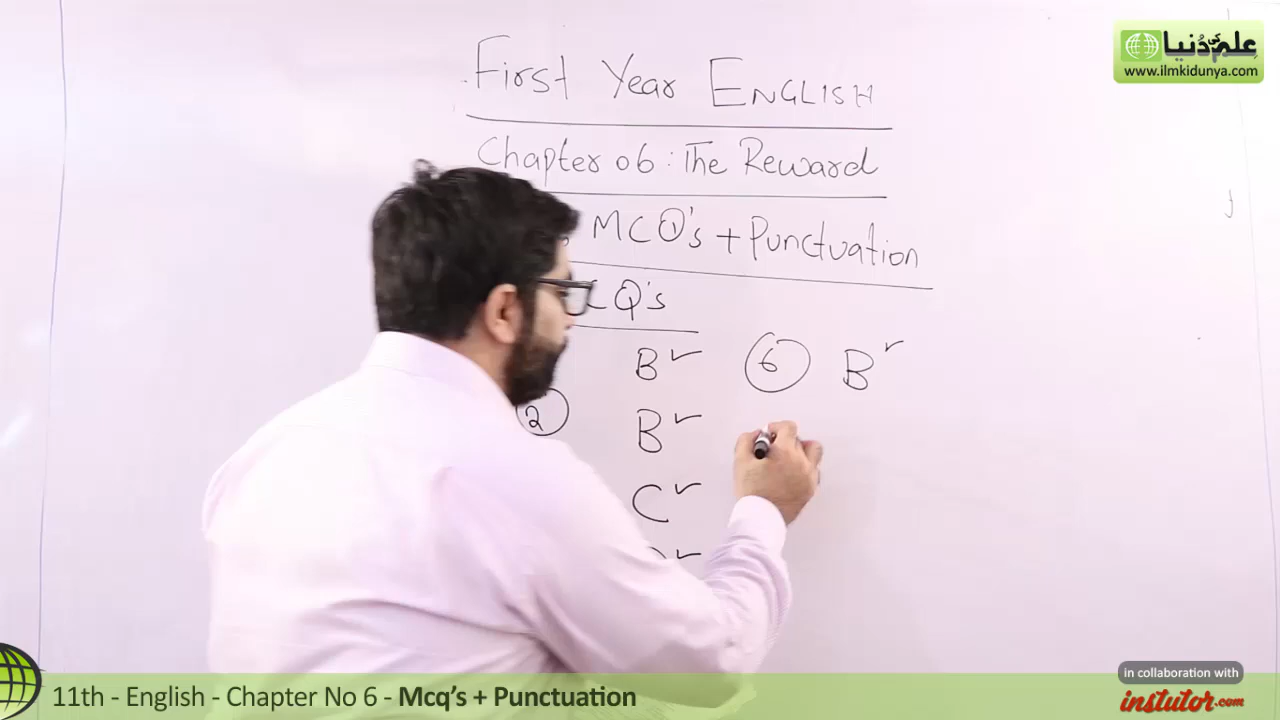 علم کی دنیا
www.ilmkidunya.com
First Year ENGLISH
Chapter 06: The Reward
MCQ's + Punctuation
Q's
B
6 B
2 B
C
in collaboration with
instutor.com
11th - English - Chapter No 6 - Mcq's + Punctuation